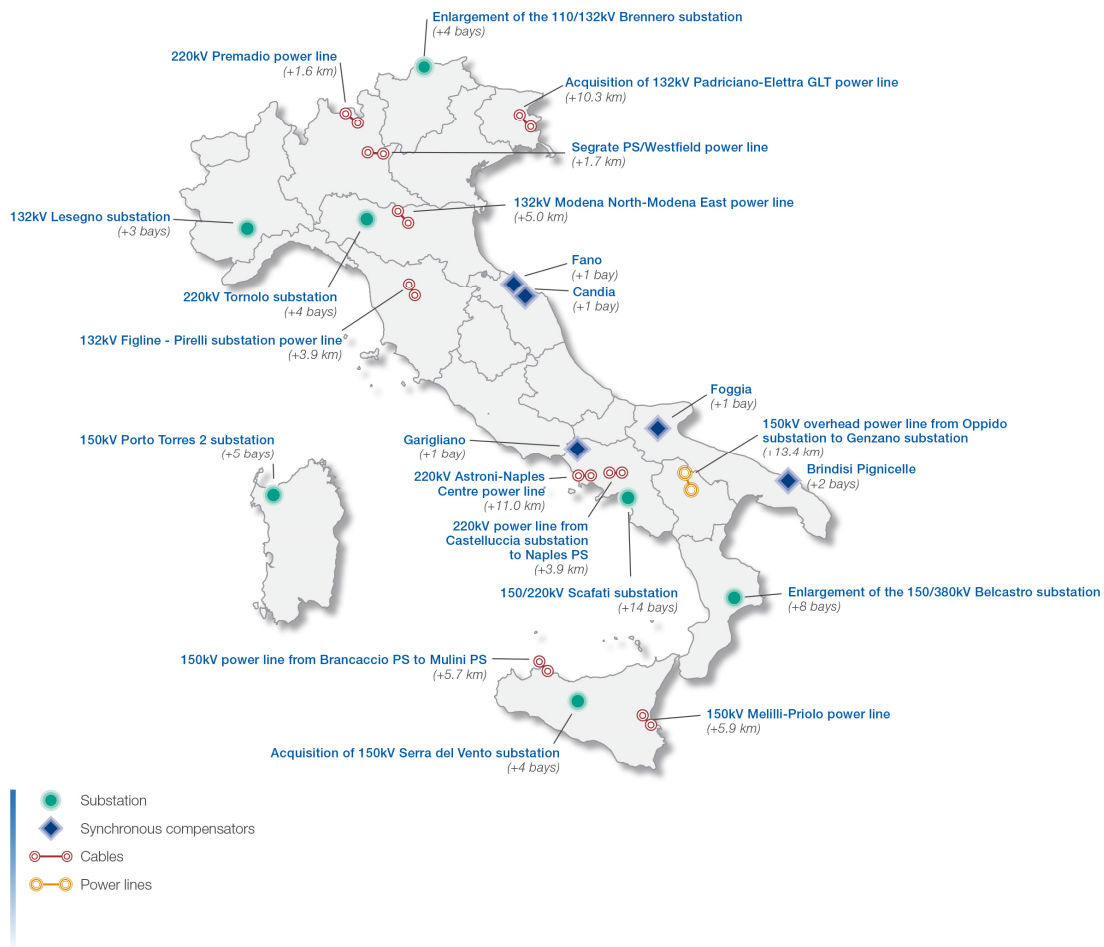 Enlargement of the 110/132kV Brennero substation
(+4 bays)
220kV Premadio power line
(+1.6 km)
Acquisition of 132kV Padriciano-Elettra GLT power line
(+10.3 km)
Segrate PS/Westfield power line
(+1.7 km)
132kV Modena North-Modena East power line
(+5.0 km)
132kV Lesegno substation
(+3 bays)
Fano
(+1 bay)
Candia
(+1 bay)
220kV Tornolo substation
(+4 bays)
132kV Figline - Pirelli substation power line
(+3.9 km)
Foggia
(+1 bay)
150kV overhead power line from Oppido
substation to Genzano substation
(+13.4 km)
150kV Porto Torres 2 substation
(+5 bays)
Garigliano
(+1 bay)
Brindisi Pignicelle
(+2 bays)
220kV Astroni-Naples
Centre power line
(+11.0 km)
220kV power line from
Castelluccia substation
to Naples PS
(+3.9 km)
150/220kV Scafati substation
(+14 bays)
Enlargement of the 150/380kV Belcastro substation
(+8 bays)
150kV power line from Brancaccio PS to Mulini PS
(+5.7 km)
150kV Melilli-Priolo power line
(+5.9 km)
Acquisition of 150kV Serra del Vento substation
(+4 bays)
Substation
Synchronous compensators
Cables
Power lines